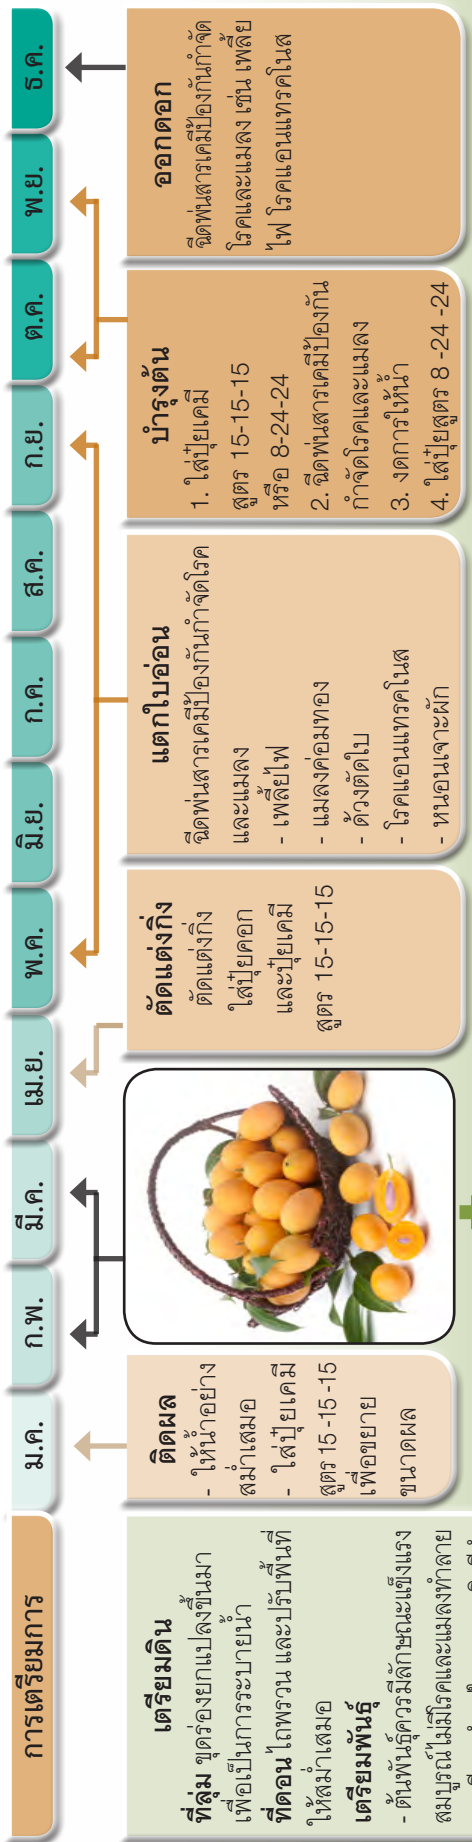 การเตรียมการ
ม.ค.
ก.พ.
มี.ค.
เม.ย.
พ.ค.
มิ.ย.
ก.ค.
ส.ค.
ก.ย.
ต.ค.
พ.ย.
ธ.ค.
เตรียมดิน
ที่ลุ่ม ขุดร่องยกแปลงขึ้นมา
เพื่อเป็นการระบายน้ำ
ที่ดอน ไถพรวน และปรับพื้นที่
ให้สม่ำเสมอ
เตรียมพันธุ์
- ต้นพันธุ์ควรมีลักษณะแข็งแรง
สมบูรณ์ไม่มีโรคและแมลงทำลาย
ติดผล
- ให้น้ำอย่าง
สม่ำเสมอ
- ใส่ปุ๋ยเคมี
สูตร 15 -15 -15
เพื่อขยาย
ขนาดผล
ตัดแต่งกิ่ง
ตัดแต่งกิ่ง
ใส่ปุ๋ยคอก
และปุ๋ยเคมี
สูตร 15-15-15
แตกใบอ่อน
ฉีดพ่นสารเคมีป้องกันกำจัดโรค
และแมลง
- เพลี้ยไฟ
- แมลงค่อมทอง
- ด้วงตัดใบ
- โรคแอนแทรคโนส
- หนอนเจาะผัก
บำรุงต้น
1. ใส่ปุ๋ยเคมี
สูตร 15-15-15
หรือ 8-24-24
2. ฉีดพ่นสารเคมีป้องกัน
กำจัดโรคและแมลง
3. งดการให้น้ำ
4. ใส่ปุ๋ยสูตร 8 -24 -24
ออกดอก
ฉีดพ่นสารเคมีป้องกันกำจัด
โรคและแมลง เช่น เพลี้ย
ไฟ โรคแอนแทรคโนส